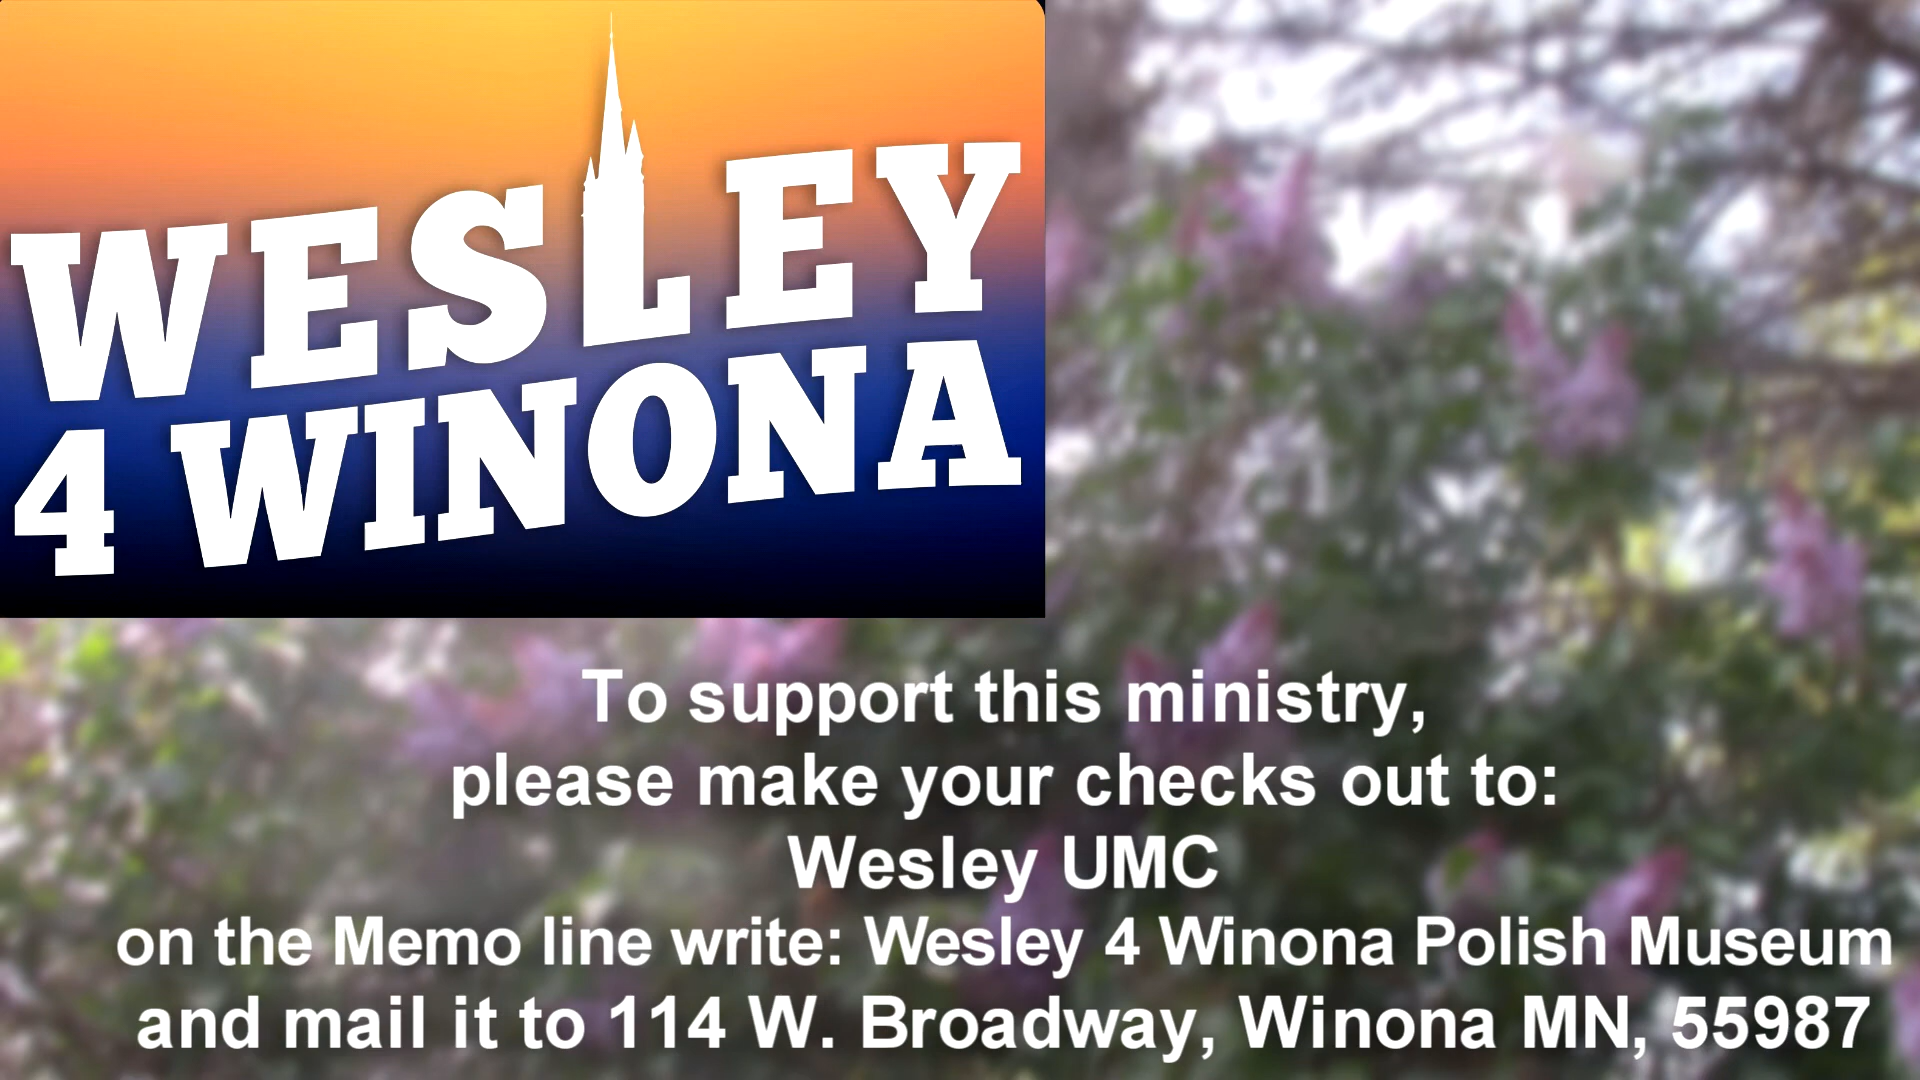 WESLEY
4 WINONA
To support this ministry,
please make your checks out to:
Wesley UMC
on the Memo line write: Wesley 4 Winona Polish Museum
and mail it to 114 W. Broadway, Winona MN, 55987